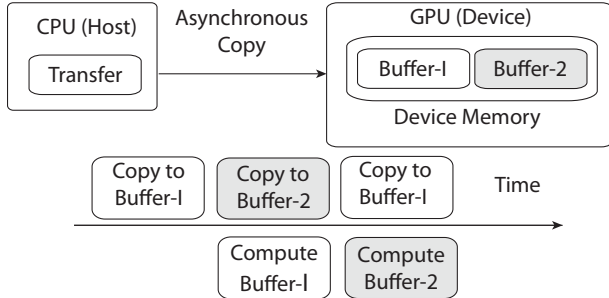 CPU (Host)
Transfer
Asynchronous
Copy
GPU (Device)
Buffer-1
Buffer-2
Device Memory
Copy to
Buffer-1
Copy to
Buffer-2
Copy to
Buffer-1
Time
Compute
Buffer-1
Compute
Buffer-2